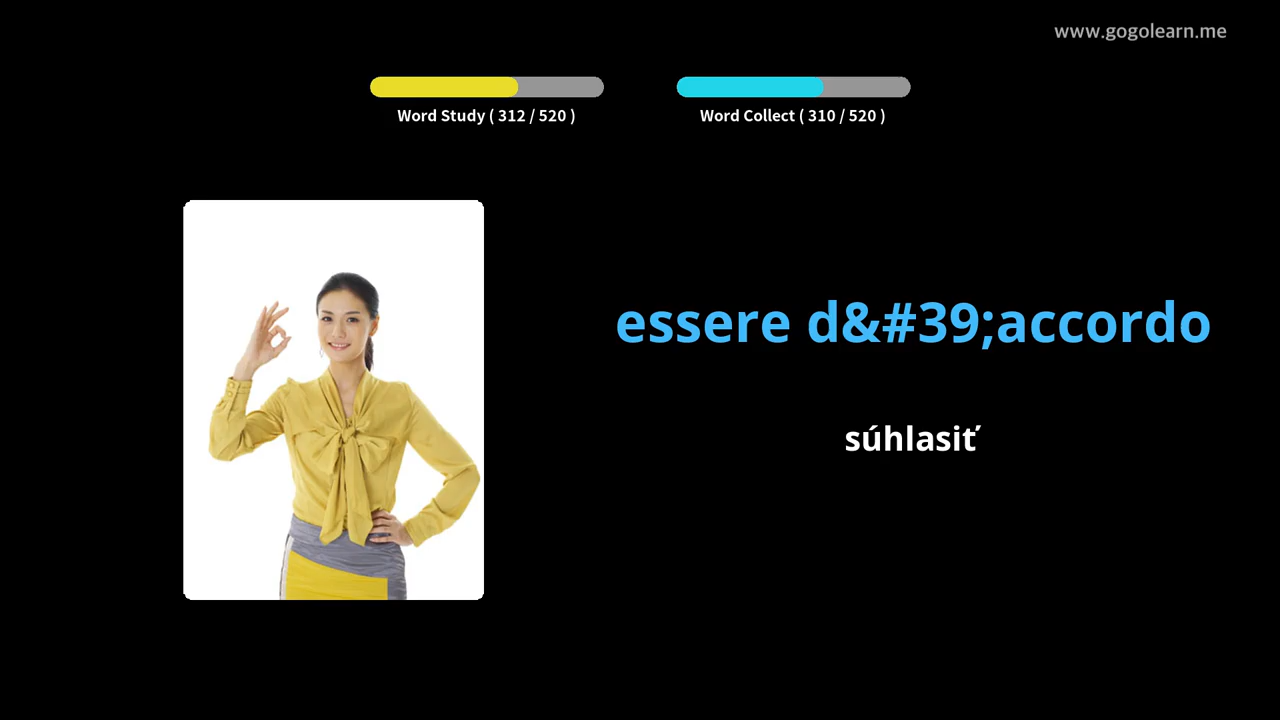 www.gogolearn.me
Word Study ( 312 / 520 )
Word Collect ( 310 / 520 )
essere d&#39;accordo
súhlasiť